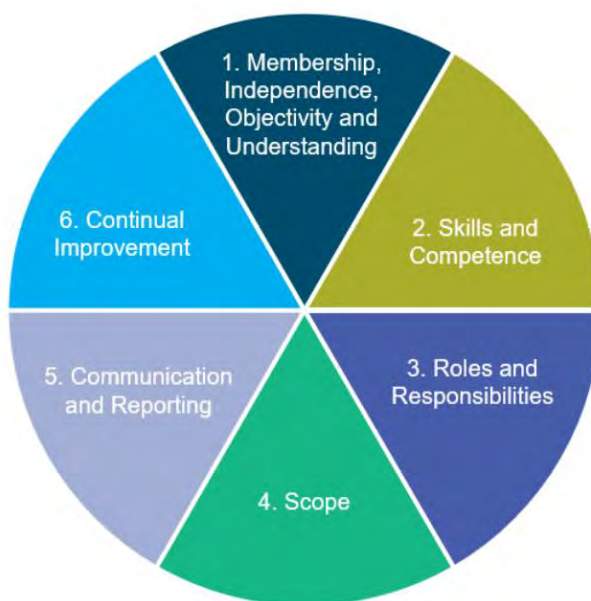 1. Membership,
Independence,
Objectivity and
Understanding
2. Skills and
Competence
3. Roles and
Responsibilities
4. Scope
5. Communication
and Reporting
6. Continual
Improvement